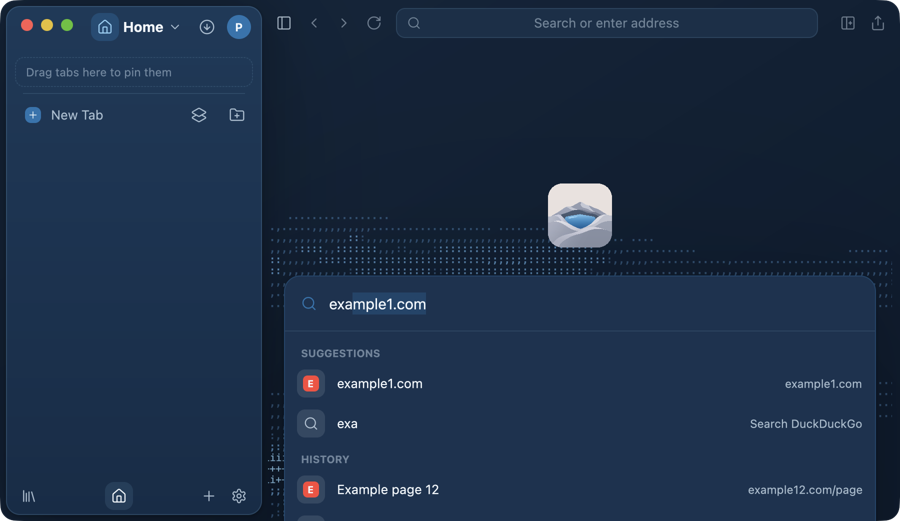 Home
P
Search or enter address
Drag tabs here to pin them
New Tab
example1.com
SUGGESTIONS
E example1.com example1.com
exa Search DuckDuckGo
HISTORY
E Example page 12 example12.com/page